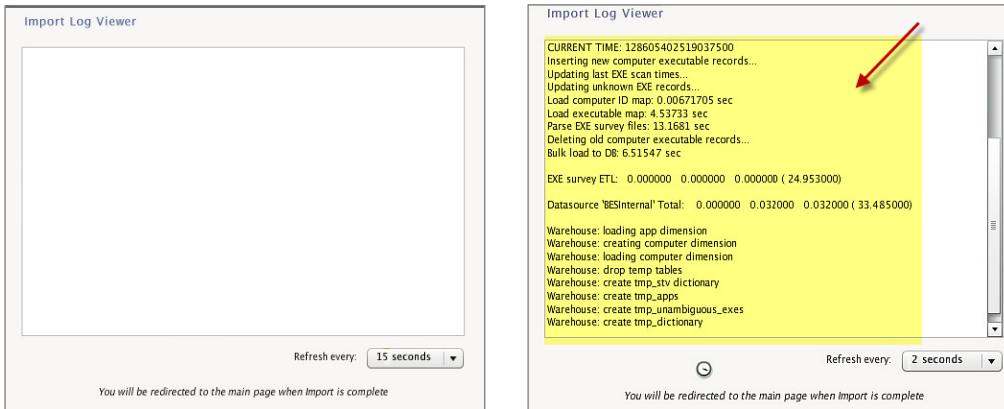 Import Log Viewer
Refresh every: 15 seconds
You will be redirected to the main page when Import is complete
Import Log Viewer
CURRENT TIME: 128605402519037500
Inserting new computer executable records...
Updating last EXE scan times...
Updating unknown EXE records...
Load computer ID map: 0.00671705 sec
Load executable map: 4.53733 sec
Parse EXE survey files: 13.1681 sec
Deleting old computer executable records...
Bulk load to DB: 6.51547 sec
EXE survey ETL: 0.000000 0.000000 0.000000 ( 24.953000)
Datasource 'BESInternal' Total: 0.000000 0.032000 0.032000 ( 33.485000)
Warehouse: loading app dimension
Warehouse: creating computer dimension
Warehouse: loading computer dimension
Warehouse: drop temp tables
Warehouse: create tmp_stv dictionary
Warehouse: create tmp_apps
Warehouse: create tmp_unambiguous_exes
Warehouse: create tmp_dictionary
Refresh every: 2 seconds
You will be redirected to the main page when Import is complete